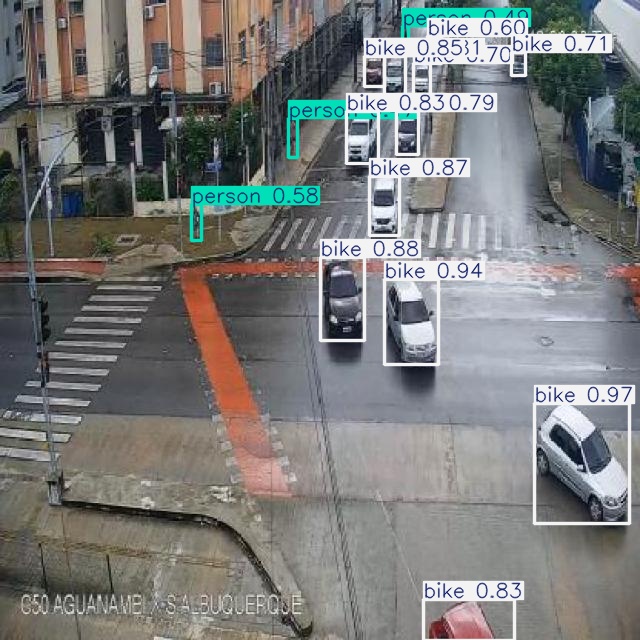 person 0.49
bike 0.60
bike 0.71
bike 0.85
bike 0.70
bike 0.83
0.79
person
bike 0.87
person 0.58
bike 0.88
bike 0.94
bike 0.97
bike 0.83
C50 AGUANAMBI X S.ALBUQUERQUE